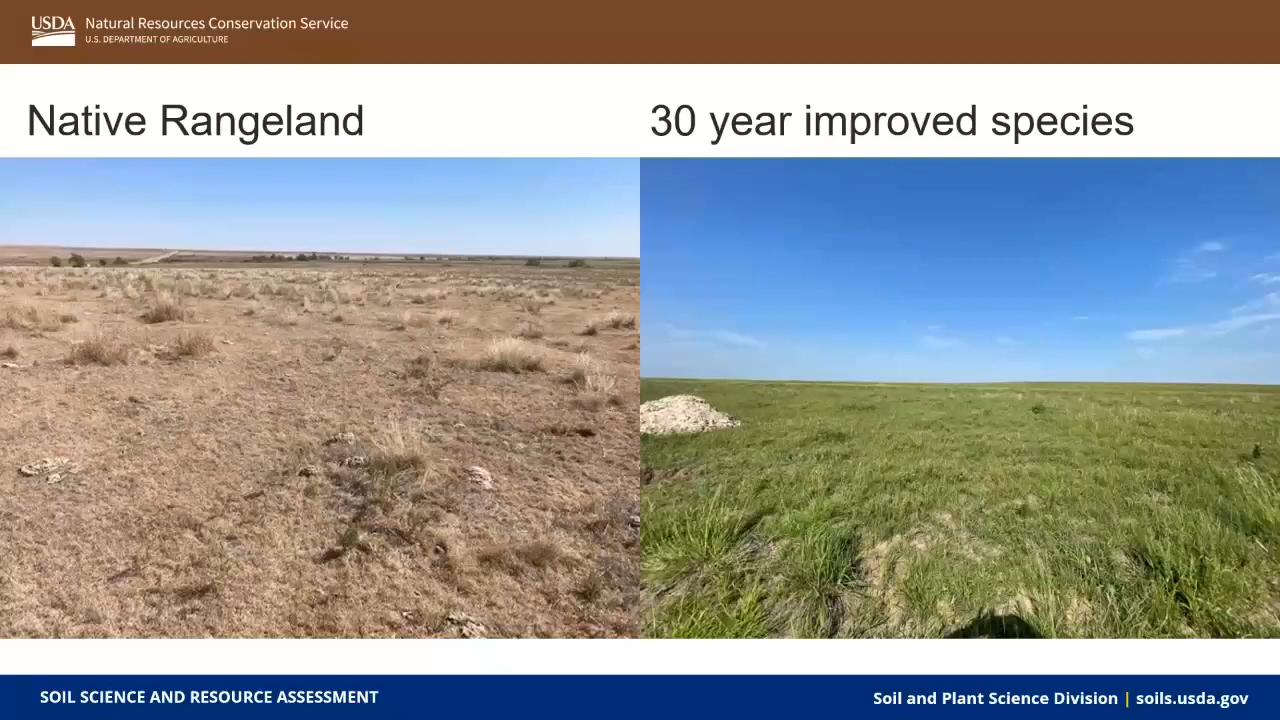 USDA
Natural Resources Conservation Service
U.S. DEPARTMENT OF AGRICULTURE
Native Rangeland
30 year improved species
SOIL SCIENCE AND RESOURCE ASSESSMENT
Soil and Plant Science Division | soils.usda.gov